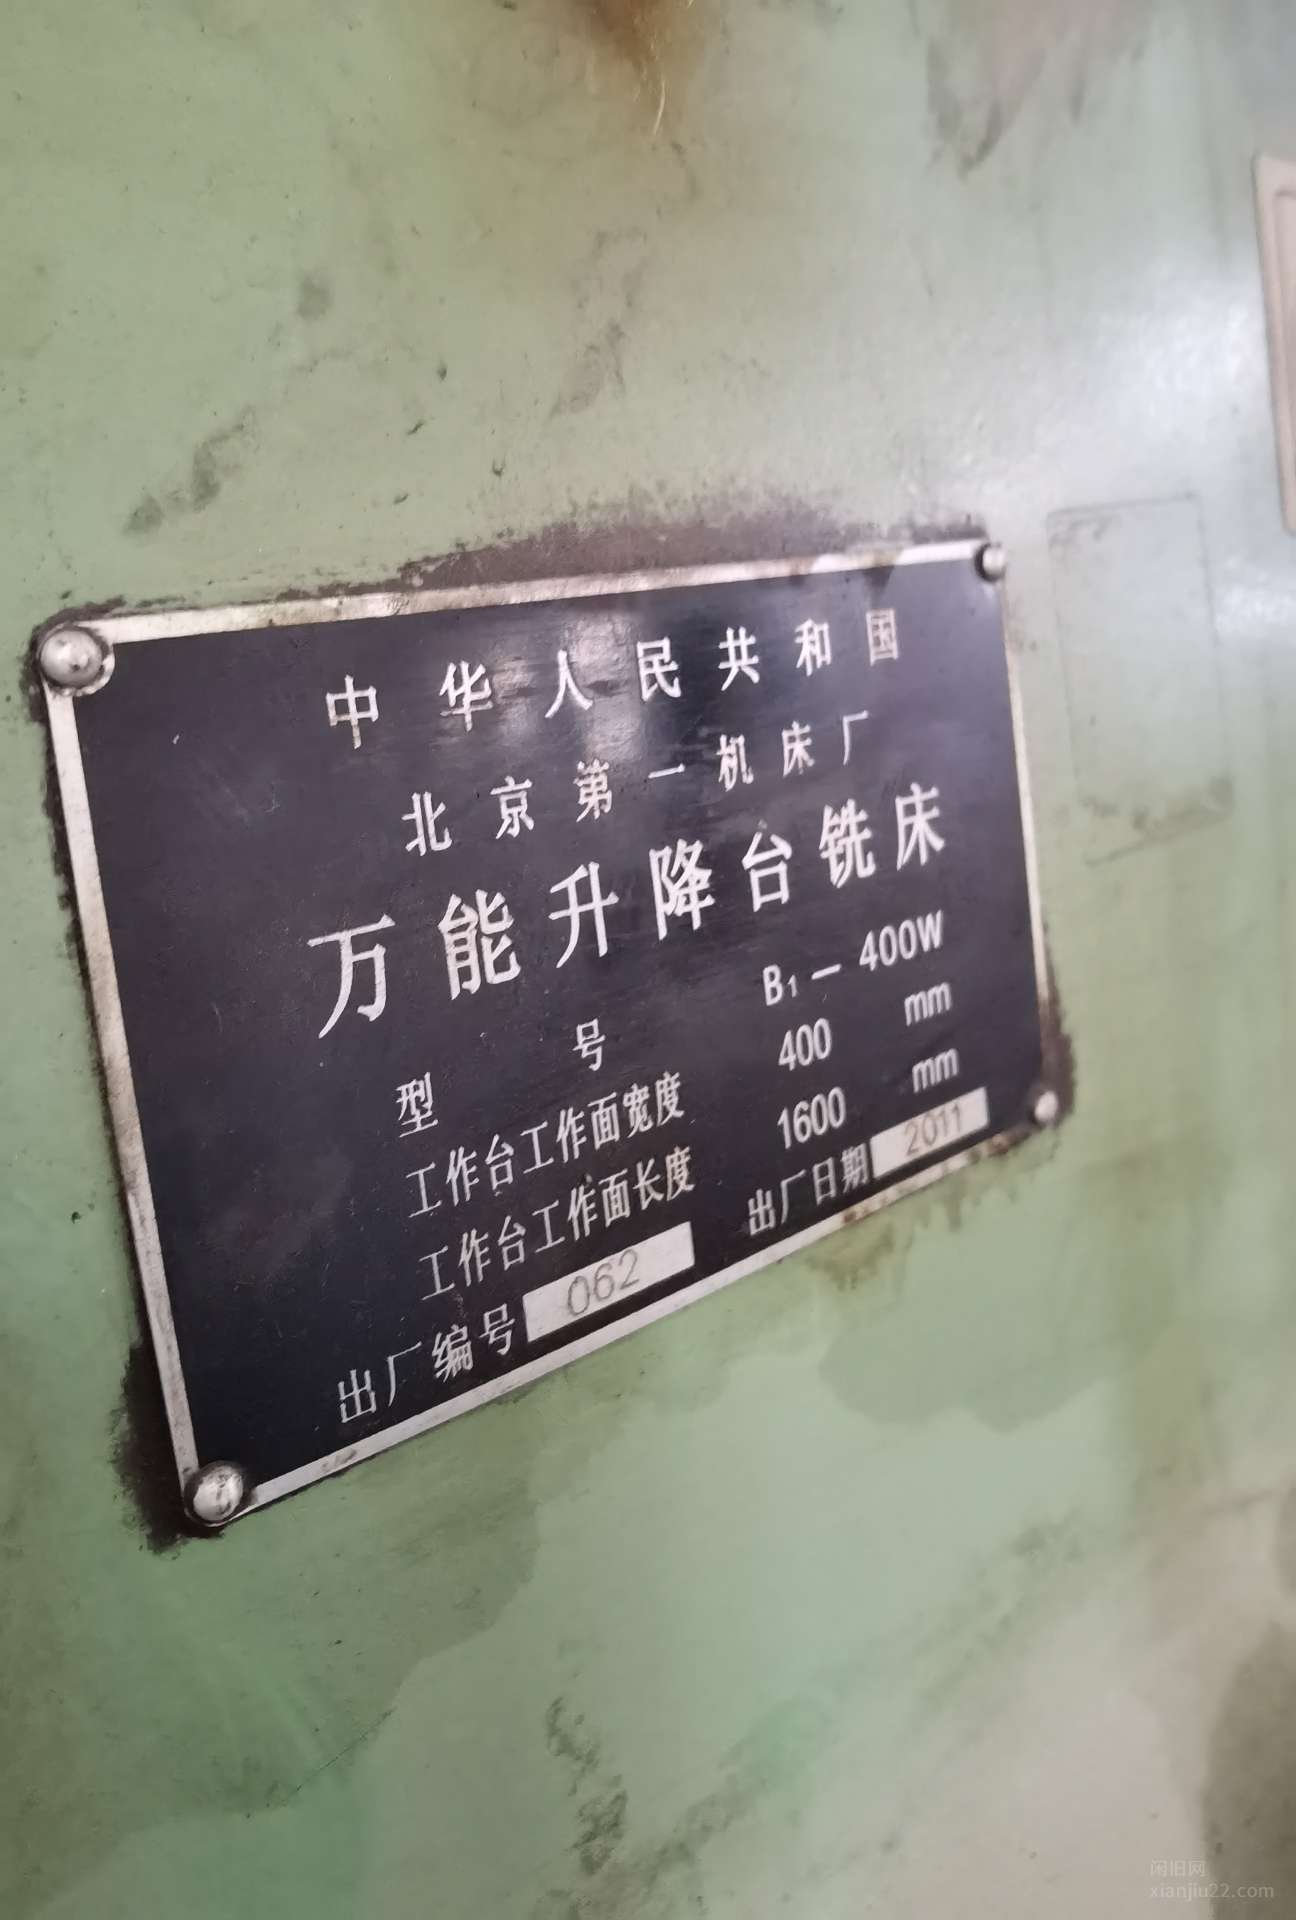 中华人民共和国
北京第一机床厂
万能升降台铣床
型号 B₁-400W
工作台工作面宽度 400 mm
工作台工作面长度 1600 mm
出厂编号 062 出厂日期 2011
闲旧网
xianjiu22.com